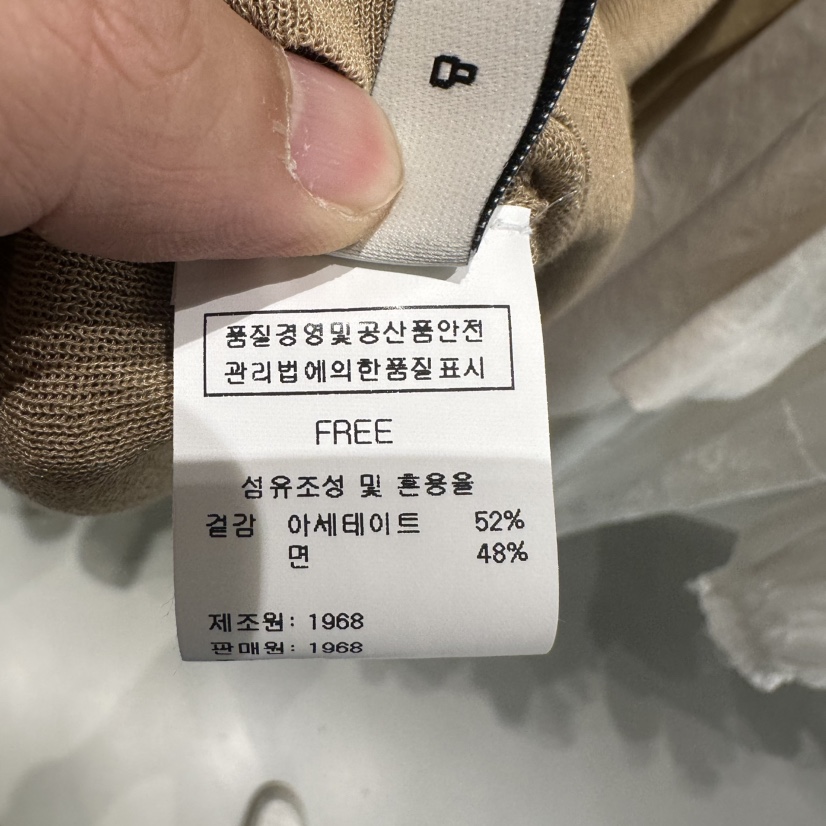 품질경영및공산품안전
관리법에의한품질표시
FREE
섬유조성 및 혼용율
겉감 아세테이트 52%
면 48%
제조원: 1968
판매원: 1968